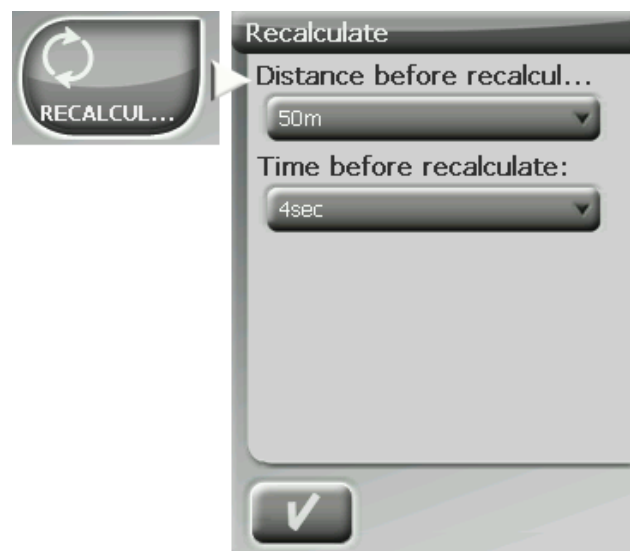 RECALCUL...
Recalculate
Distance before recalcul...
50m
Time before recalculate:
4sec